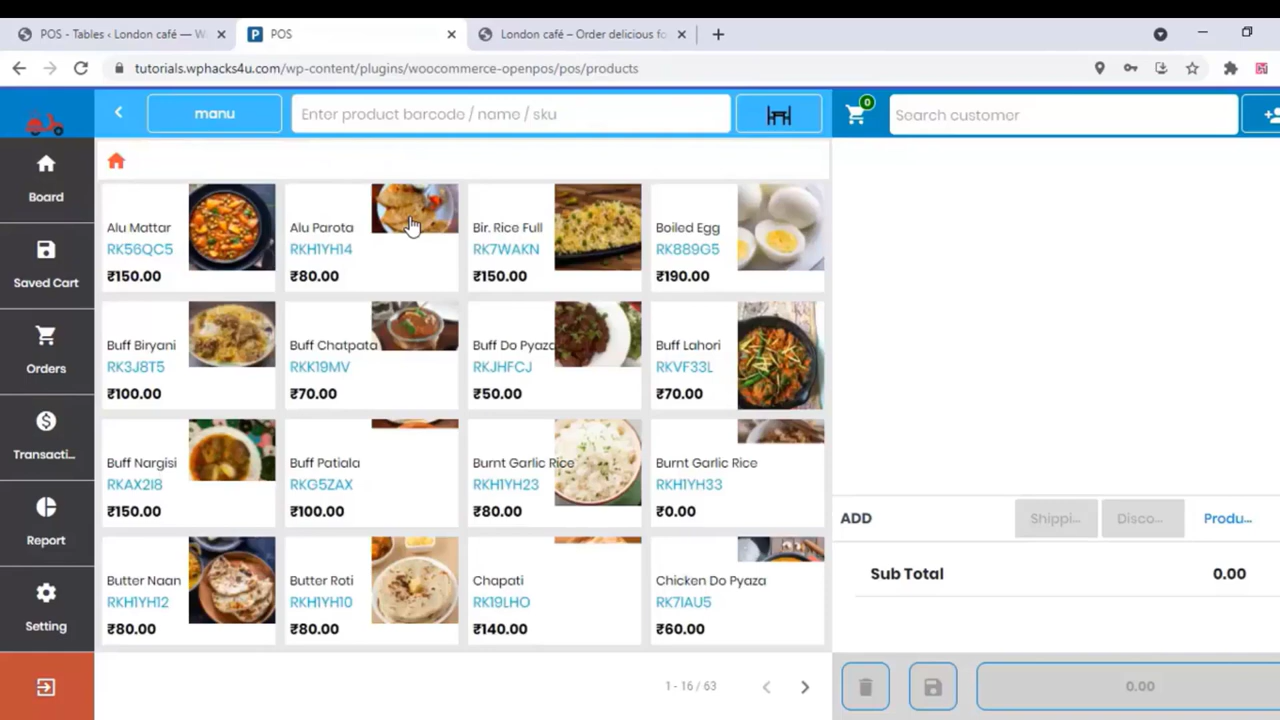 POS - Tables ‹ London café — W
POS
London café – Order delicious fo
tutorials.wphacks4u.com/wp-content/plugins/woocommerce-openpos/pos/products
manu
Enter product barcode / name / sku
0
Search customer
Board
Saved Cart
Orders
Transacti...
Report
Setting
Alu Mattar
RK56QC5
₹150.00
Alu Parota
RKH1YH14
₹80.00
Bir. Rice Full
RK7WAKN
₹150.00
Boiled Egg
RK889G5
₹190.00
Buff Biryani
RK3J8T5
₹100.00
Buff Chatpata
RKK19MV
₹70.00
Buff Do Pyaza
RKJHFCJ
₹50.00
Buff Lahori
RKVF33L
₹70.00
Buff Nargisi
RKAX2I8
₹150.00
Buff Patiala
RKG5ZAX
₹100.00
Burnt Garlic Rice
RKH1YH23
₹80.00
Burnt Garlic Rice
RKH1YH33
₹0.00
Butter Naan
RKH1YH12
₹80.00
Butter Roti
RKH1YH10
₹80.00
Chapati
RK19LHO
₹140.00
Chicken Do Pyaza
RK7IAU5
₹60.00
1 - 16 / 63
ADD
Shippi...
Disco...
Produ...
Sub Total
0.00
0.00